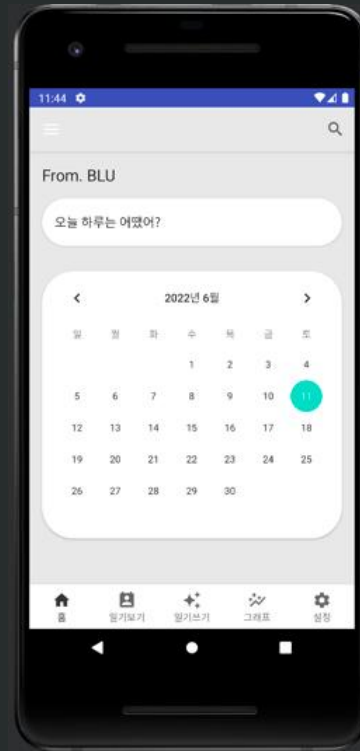 11:44
From. BLU
오늘 하루는 어땠어?
2022년 6월
일 월 화 수 목 금 토
1 2 3 4
5 6 7 8 9 10 11
12 13 14 15 16 17 18
19 20 21 22 23 24 25
26 27 28 29 30
홈 일기보기 일기쓰기 그래프 설정